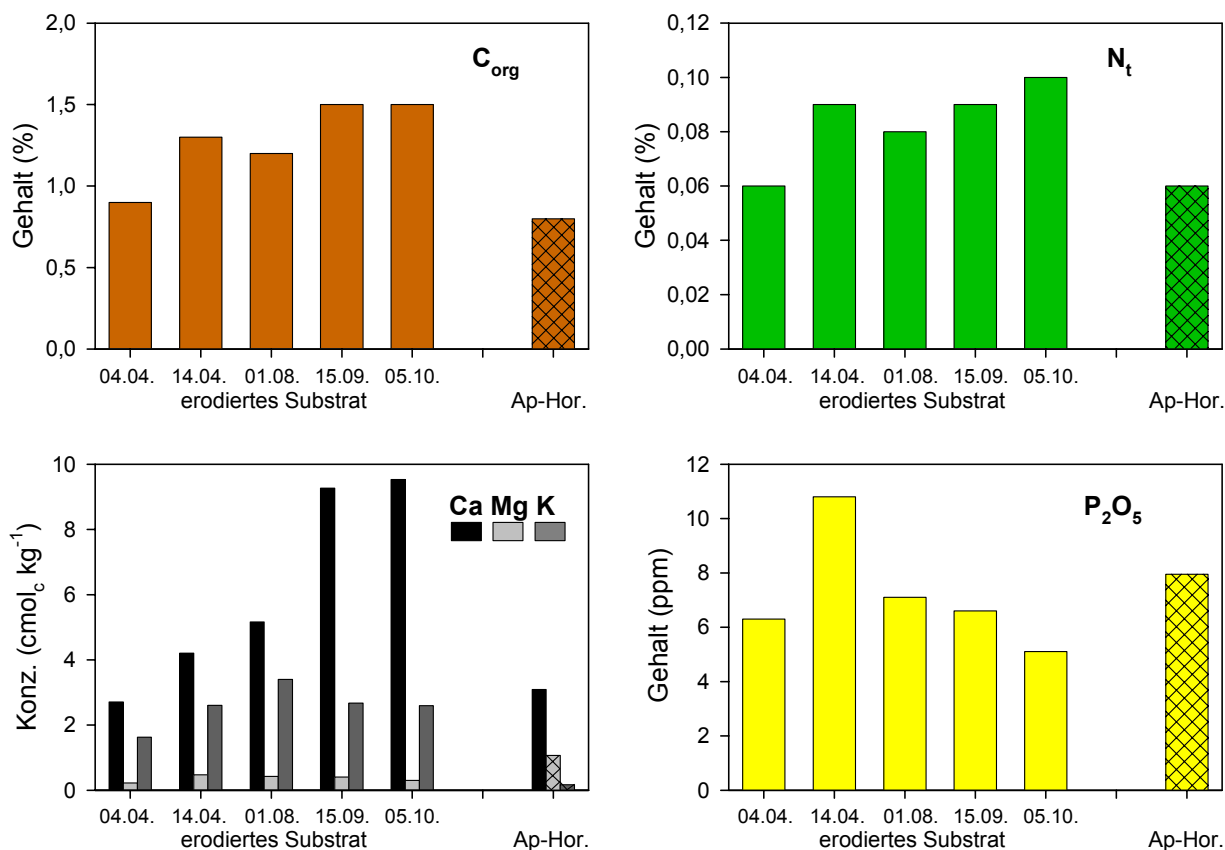 C_org
Gehalt (%)
2,0
1,5
1,0
0,5
0,0
04.04. 14.04. 01.08. 15.09. 05.10.
erodiertes Substrat Ap-Hor.
N_t
Gehalt (%)
0,12
0,10
0,08
0,06
0,04
0,02
0,00
04.04. 14.04. 01.08. 15.09. 05.10.
erodiertes Substrat Ap-Hor.
Ca Mg K
Konz. (cmol_c kg^-1)
10
8
6
4
2
0
04.04. 14.04. 01.08. 15.09. 05.10.
erodiertes Substrat Ap-Hor.
P₂O₅
Gehalt (ppm)
12
10
8
6
4
2
0
04.04. 14.04. 01.08. 15.09. 05.10.
erodiertes Substrat Ap-Hor.